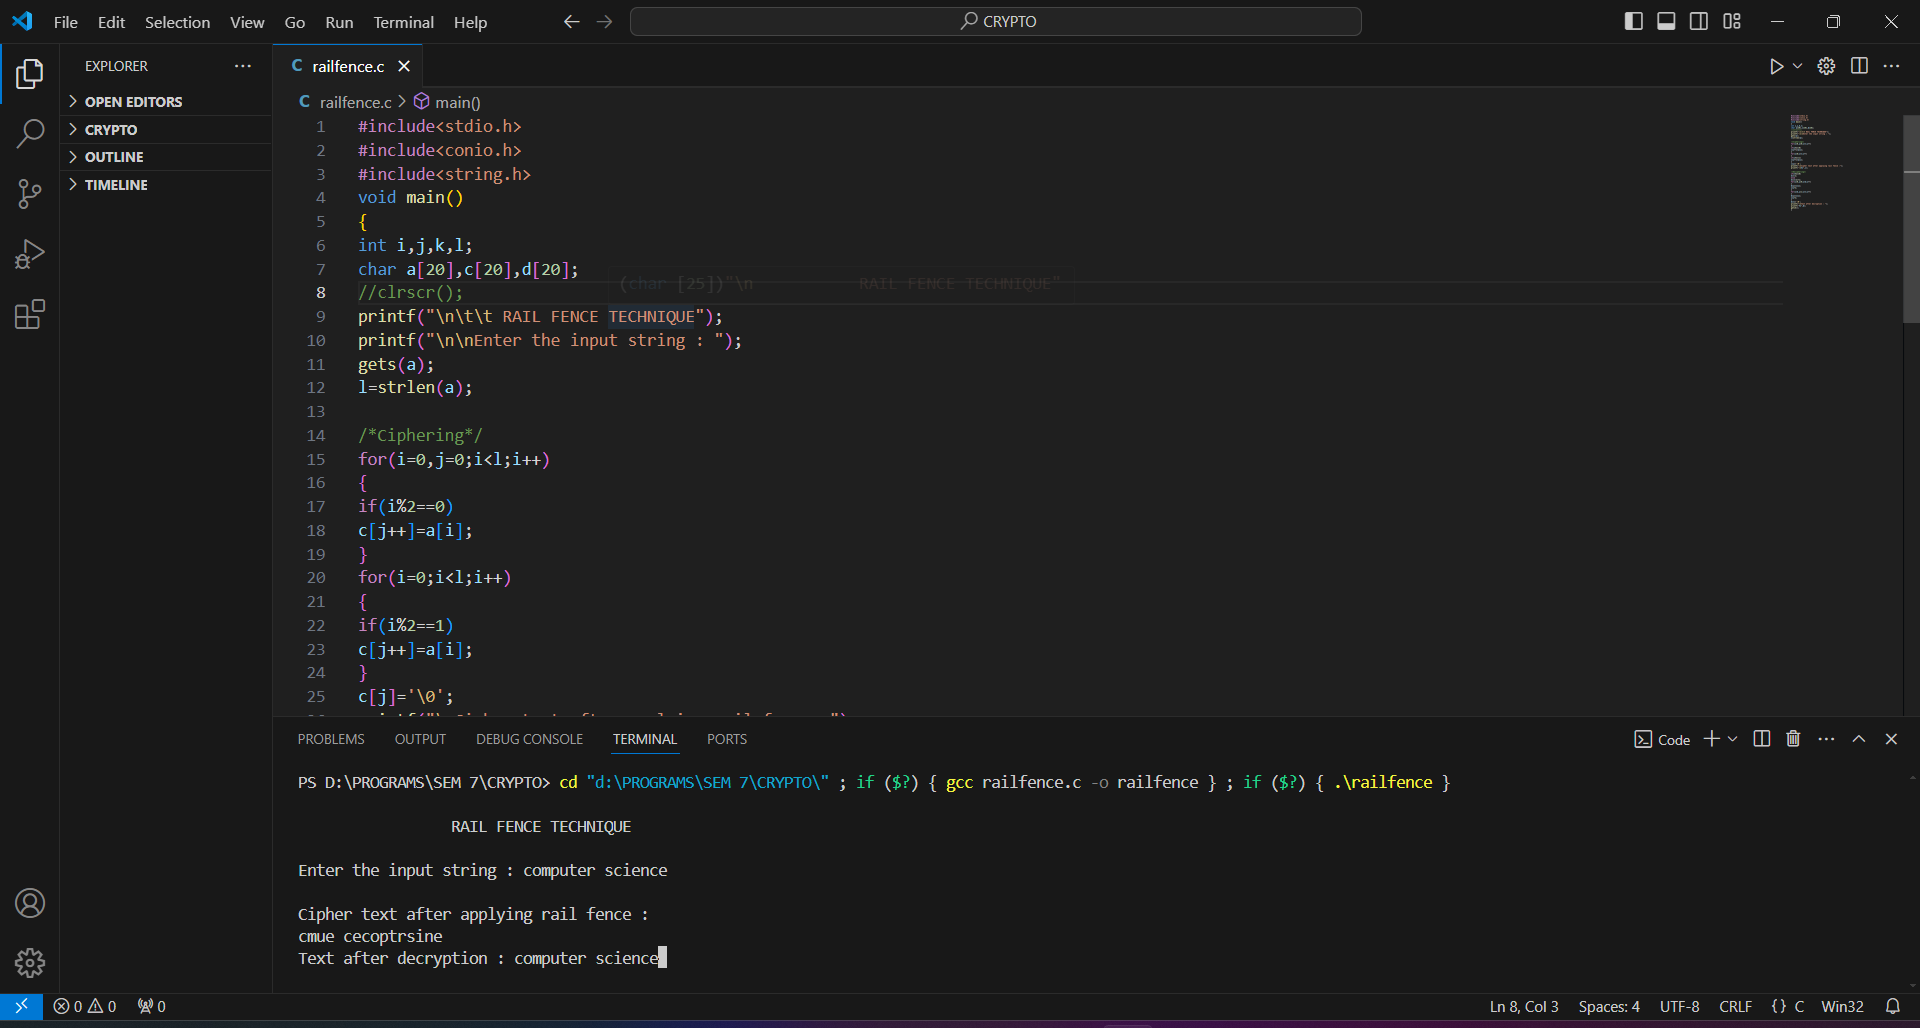 File Edit Selection View Go Run Terminal Help CRYPTO
EXPLORER
OPEN EDITORS
CRYPTO
OUTLINE
TIMELINE
C railfence.c
C railfence.c > main()
1 #include<stdio.h>
2 #include<conio.h>
3 #include<string.h>
4 void main()
5 {
6 int i,j,k,l;
7 char a[20],c[20],d[20];
(char [25])"\n RAIL FENCE TECHNIQUE"
8 //clrscr();
9 printf("\n\t\t RAIL FENCE TECHNIQUE");
10 printf("\n\nEnter the input string : ");
11 gets(a);
12 l=strlen(a);
13
14 /*Ciphering*/
15 for(i=0,j=0;i<l;i++)
16 {
17 if(i%2==0)
18 c[j++]=a[i];
19 }
20 for(i=0;i<l;i++)
21 {
22 if(i%2==1)
23 c[j++]=a[i];
24 }
25 c[j]='\0';
PROBLEMS OUTPUT DEBUG CONSOLE TERMINAL PORTS Code
PS D:\PROGRAMS\SEM 7\CRYPTO> cd "d:\PROGRAMS\SEM 7\CRYPTO\" ; if ($?) { gcc railfence.c -o railfence } ; if ($?) { .\railfence }
RAIL FENCE TECHNIQUE
Enter the input string : computer science
Cipher text after applying rail fence :
cmue cecoptrsine
Text after decryption : computer science
0 0 0 Ln 8, Col 3 Spaces: 4 UTF-8 CRLF {} C Win32